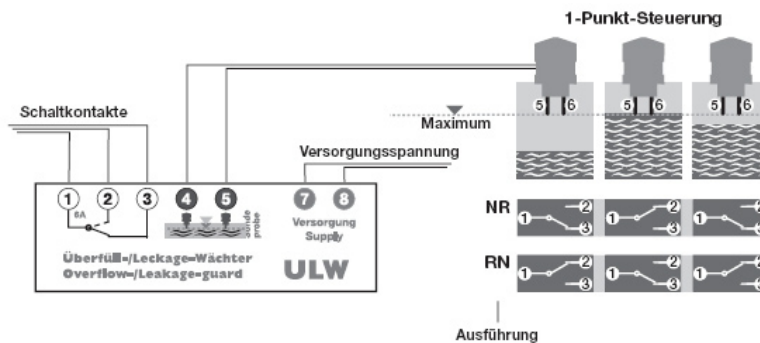 1-Punkt-Steuerung
5 6 5 6 5 6
Schaltkontakte
Maximum
Versorgungsspannung
1 2 3 4 5 7 8
6A
Sonde
probe
Versorgung
Supply
Überfüll-/Leckage-Wächter
Overflow-/Leakage-guard
ULW
NR
1 2 3 1 2 3 1 2 3
RN
1 2 3 1 2 3 1 2 3
Ausführung